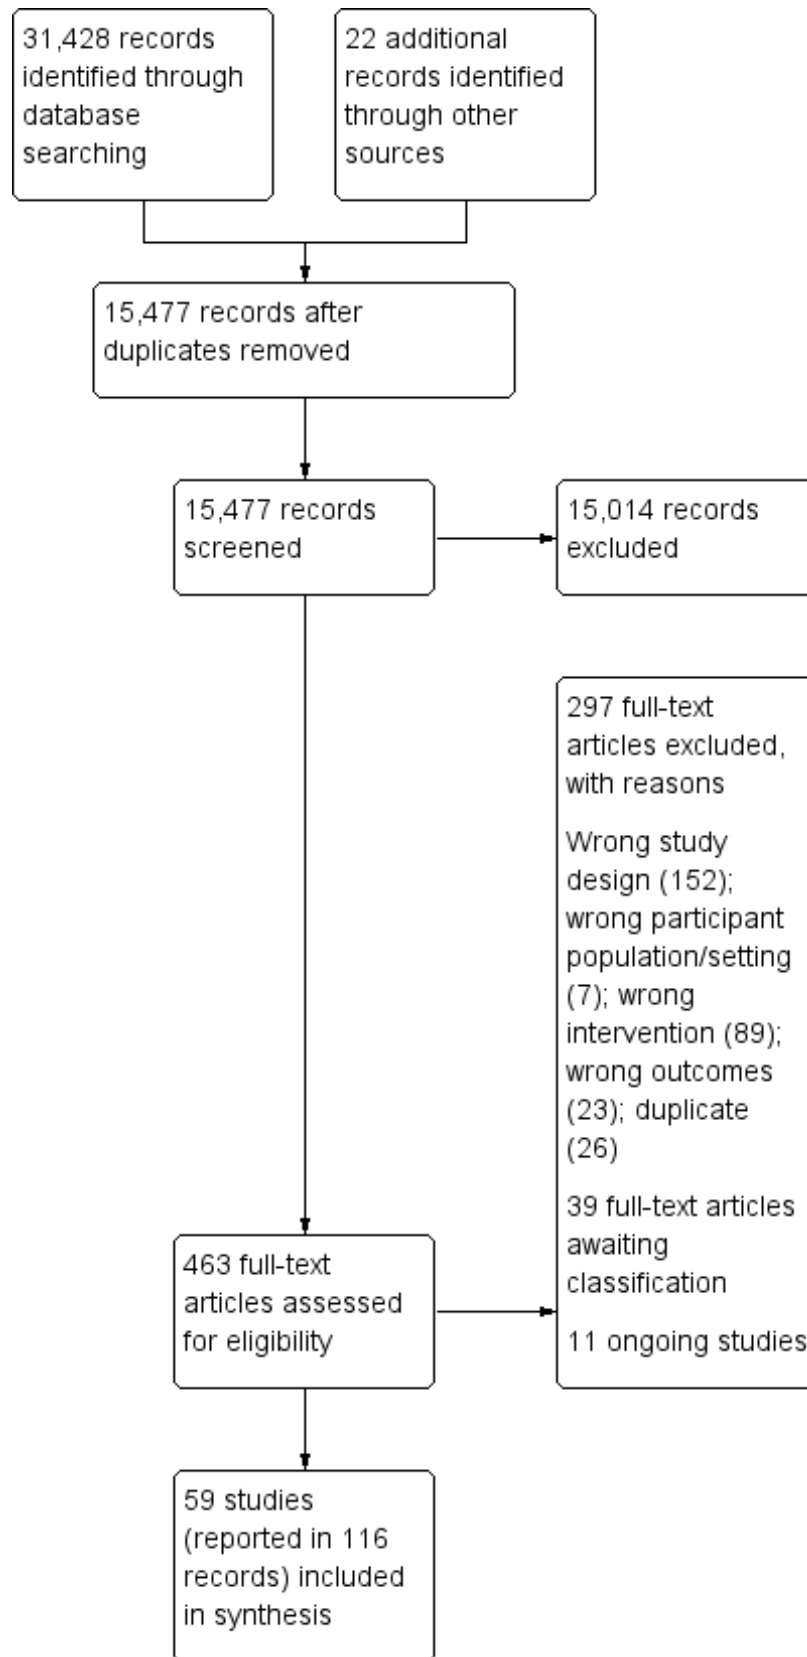 31,428 records
identified through
database
searching
22 additional
records identified
through other
sources
15,477 records after
duplicates removed
15,477 records
screened
15,014 records
excluded
297 full-text
articles excluded,
with reasons
Wrong study
design (152);
wrong participant
population/setting
(7); wrong
intervention (89);
wrong outcomes
(23); duplicate
(26)
39 full-text articles
awaiting
classification
11 ongoing studies
463 full-text
articles assessed
for eligibility
59 studies
(reported in 116
records) included
in synthesis